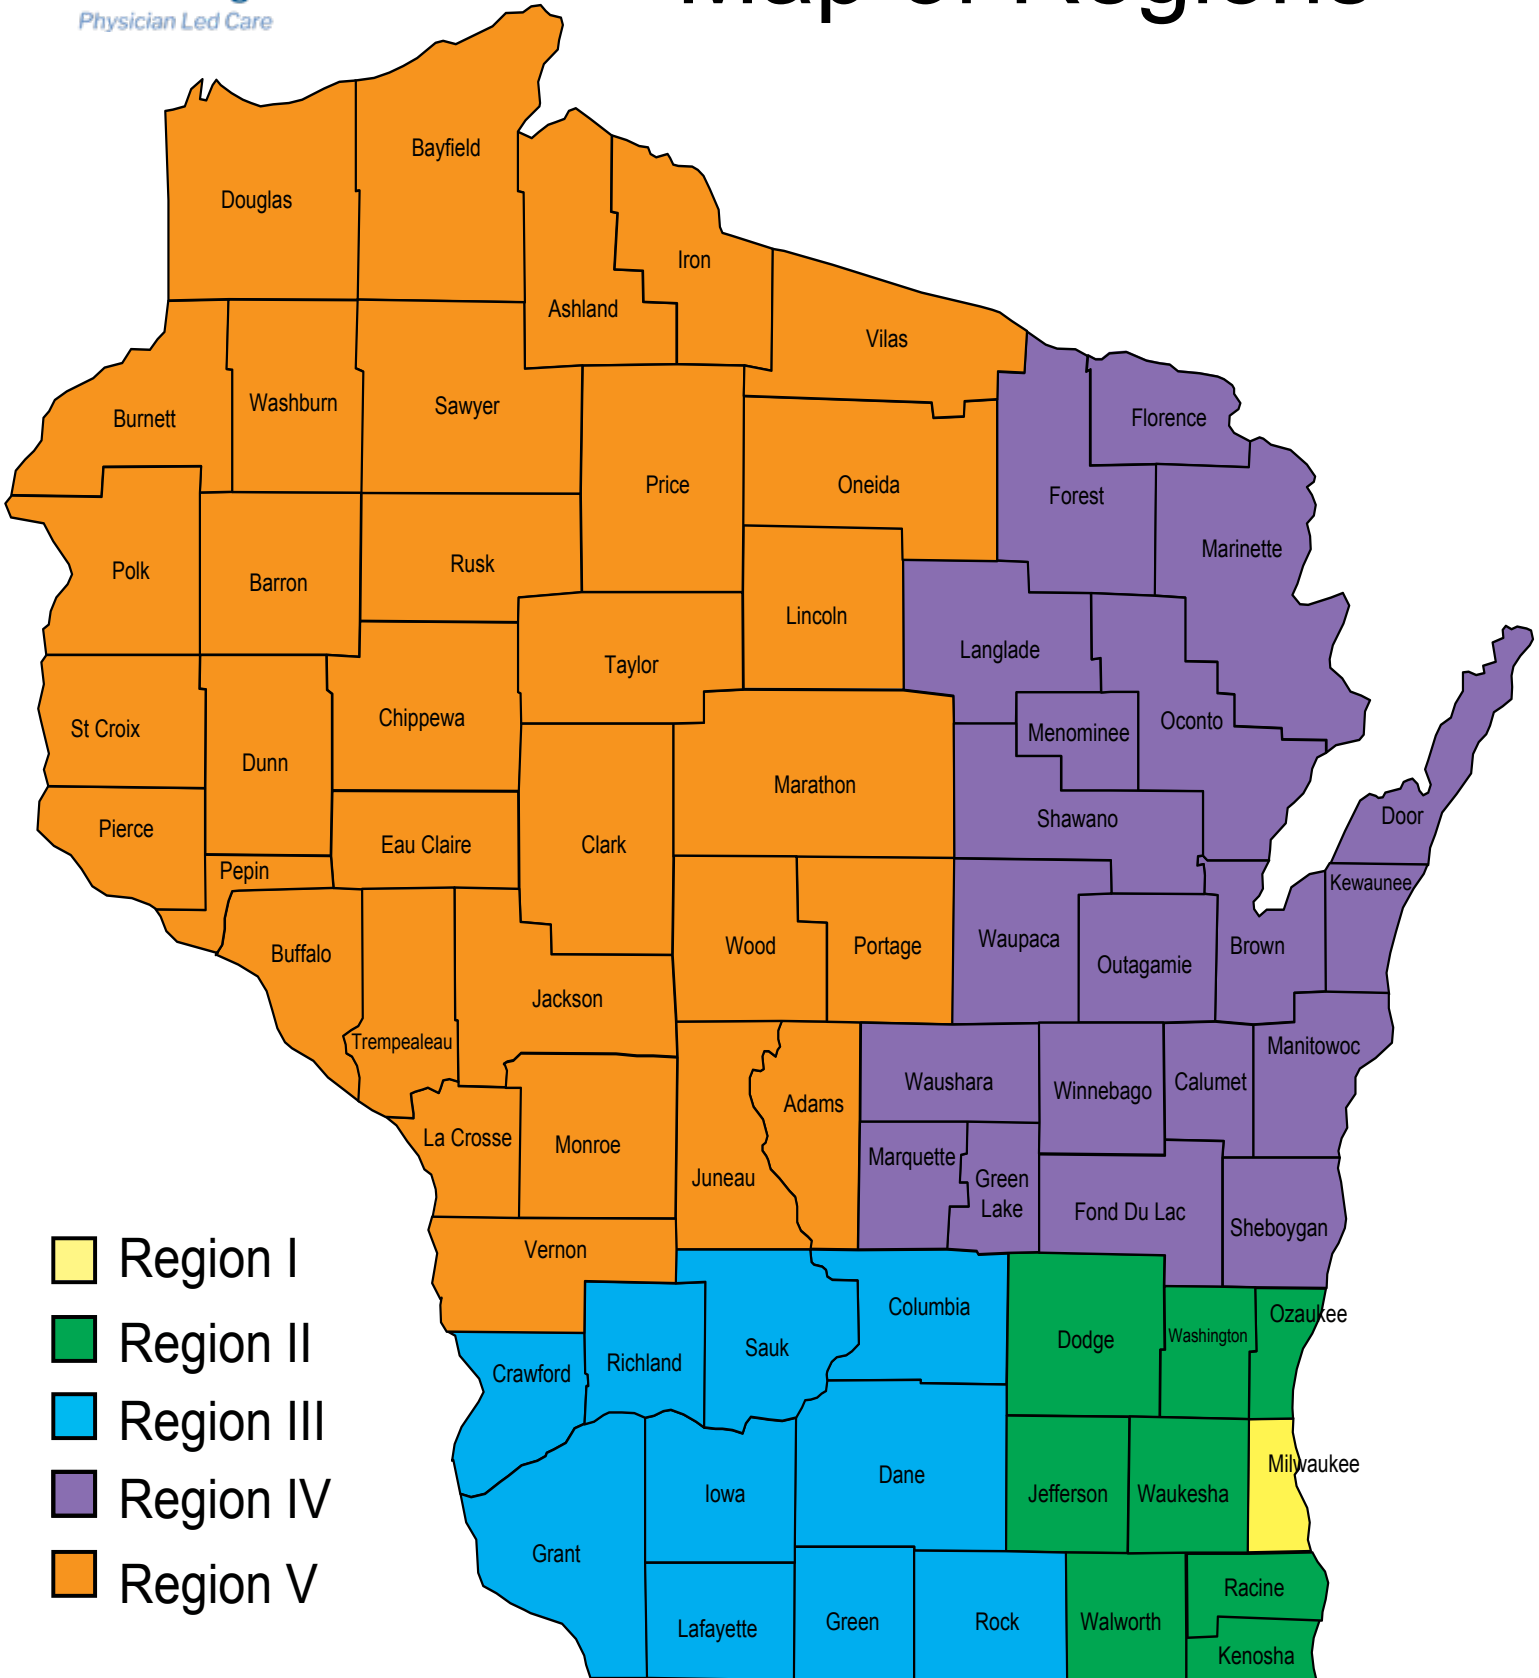 Physician Led Care
Map of Regions
Bayfield
Douglas
Iron
Ashland
Vilas
Burnett
Washburn
Sawyer
Florence
Price
Oneida
Forest
Marinette
Polk
Barron
Rusk
Lincoln
Langlade
Taylor
St Croix
Chippewa
Menominee
Oconto
Dunn
Marathon
Pierce
Eau Claire
Clark
Shawano
Door
Pepin
Kewaunee
Buffalo
Wood
Portage
Waupaca
Outagamie
Brown
Jackson
Trempealeau
Manitowoc
Waushara
Winnebago
Calumet
Adams
La Crosse
Monroe
Juneau
Marquette
Green
Lake
Fond Du Lac
Sheboygan
Vernon
Region I
Region II
Region III
Region IV
Region V
Columbia
Ozaukee
Dodge
Washington
Sauk
Richland
Crawford
Milwaukee
Dane
Iowa
Jefferson
Waukesha
Grant
Racine
Lafayette
Green
Rock
Walworth
Kenosha